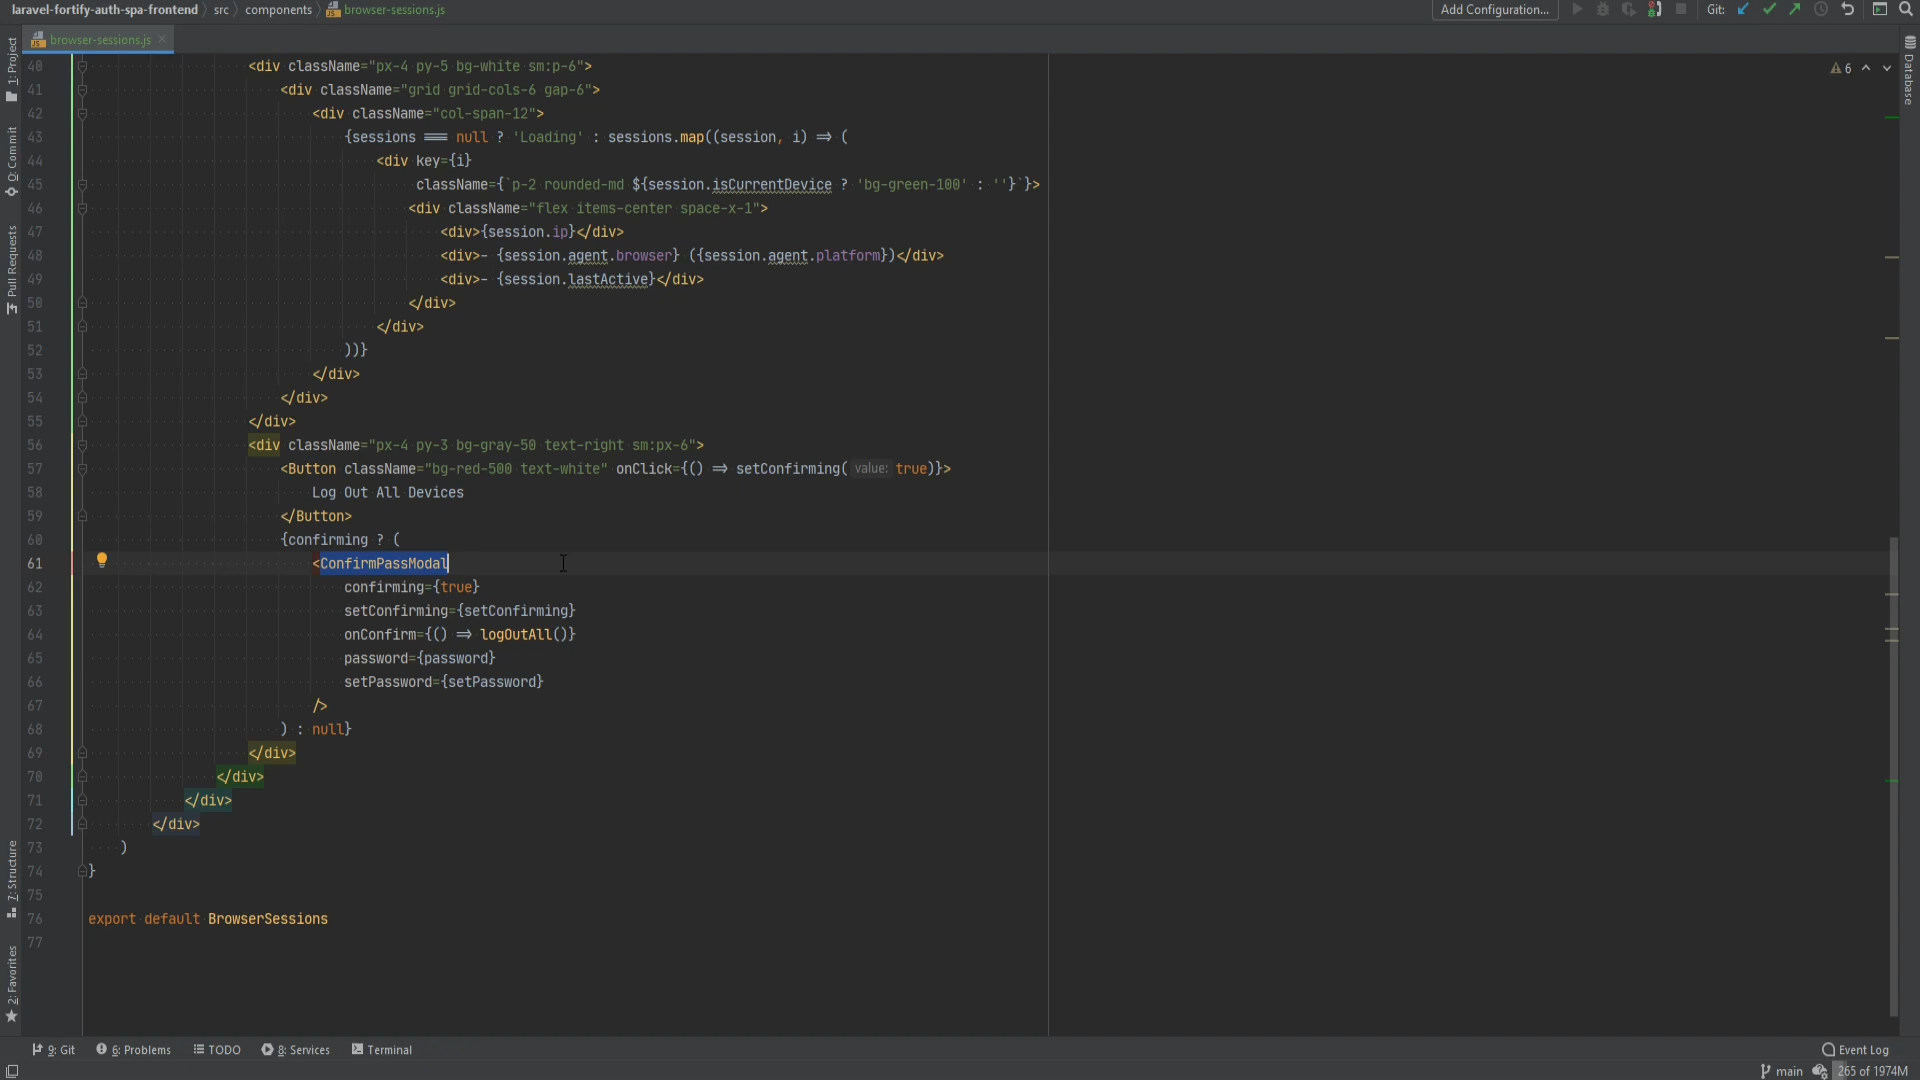 laravel-fortify-auth-spa-frontend src components browser-sessions.js Add Configuration... Git:
browser-sessions.js
1: Project
0: Commit
Pull Requests
7: Structure
2: Favorites
Database
6
40 <div className="px-4 py-5 bg-white sm:p-6">
41 <div className="grid grid-cols-6 gap-6">
42 <div className="col-span-12">
43 {sessions === null ? 'Loading' : sessions.map((session, i) => (
44 <div key={i}
45 className={`p-2 rounded-md ${session.isCurrentDevice ? 'bg-green-100' : ''}`}>
46 <div className="flex items-center space-x-1">
47 <div>{session.ip}</div>
48 <div>- {session.agent.browser} ({session.agent.platform})</div>
49 <div>- {session.lastActive}</div>
50 </div>
51 </div>
52 ))}
53 </div>
54 </div>
55 </div>
56 <div className="px-4 py-3 bg-gray-50 text-right sm:px-6">
57 <Button className="bg-red-500 text-white" onClick={() => setConfirming( value: true)}>
58 Log Out All Devices
59 </Button>
60 {confirming ? (
61 <ConfirmPassModal
62 confirming={true}
63 setConfirming={setConfirming}
64 onConfirm={() => logOutAll()}
65 password={password}
66 setPassword={setPassword}
67 />
68 ) : null}
69 </div>
70 </div>
71 </div>
72 </div>
73 )
74 }
75
76 export default BrowserSessions
77
9: Git 6: Problems TODO 8: Services Terminal Event Log
main 265 of 1974M